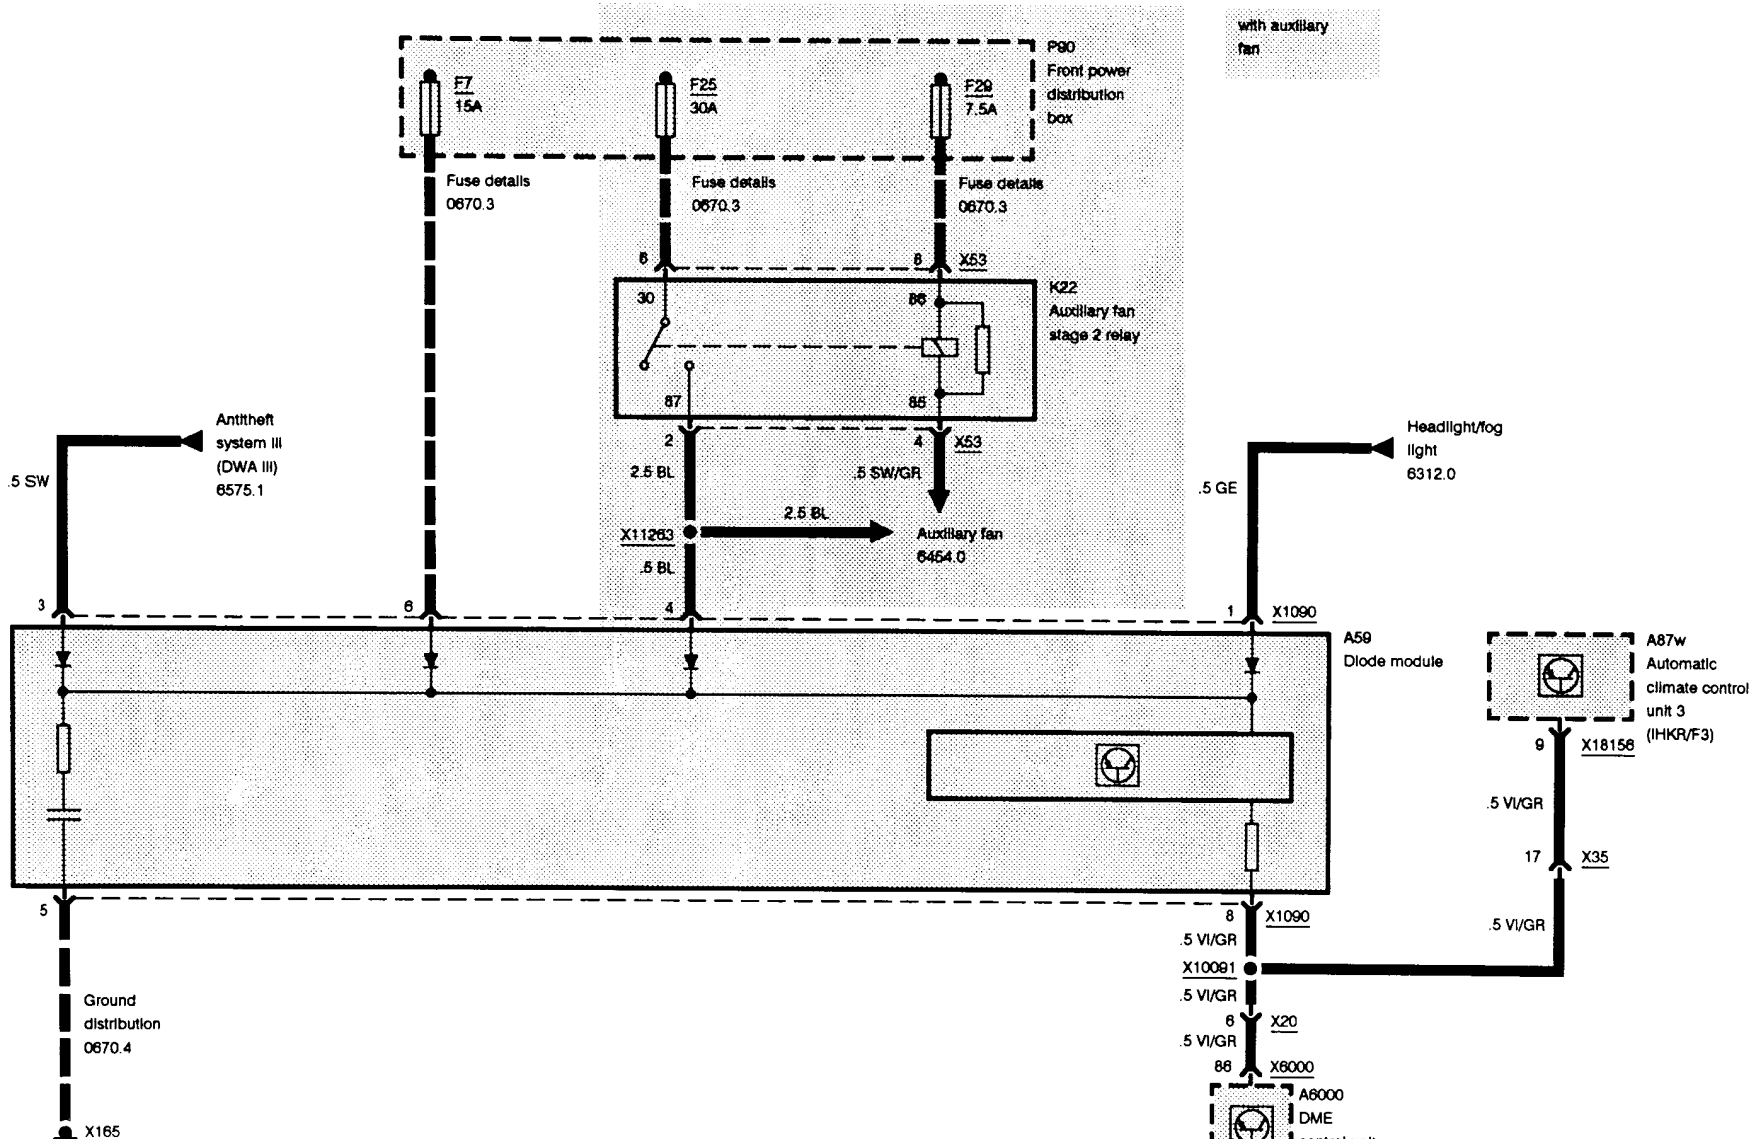 with auxiliary
fan
P90
Front power
distribution
box
F7
15A
F25
30A
F29
7.5A
Fuse details
0670.3
Fuse details
0670.3
Fuse details
0670.3
6
8
X53
30
86
K22
Auxiliary fan
stage 2 relay
87
85
2
4
X53
2.5 BL
.5 SW/GR
2.5 BL
X11263
Auxiliary fan
6454.0
.5 BL
Antitheft
system III
(DWA III)
6575.1
.5 SW
Headlight/fog
light
6312.0
.5 GE
3
6
4
1
X1090
A59
Diode module
A87w
Automatic
climate control
unit 3
(IHKR/F3)
9
X18156
.5 VI/GR
17
X35
.5 VI/GR
5
8
X1090
.5 VI/GR
X10091
.5 VI/GR
6
X20
.5 VI/GR
86
X6000
A6000
DME
Ground
distribution
0670.4
X165